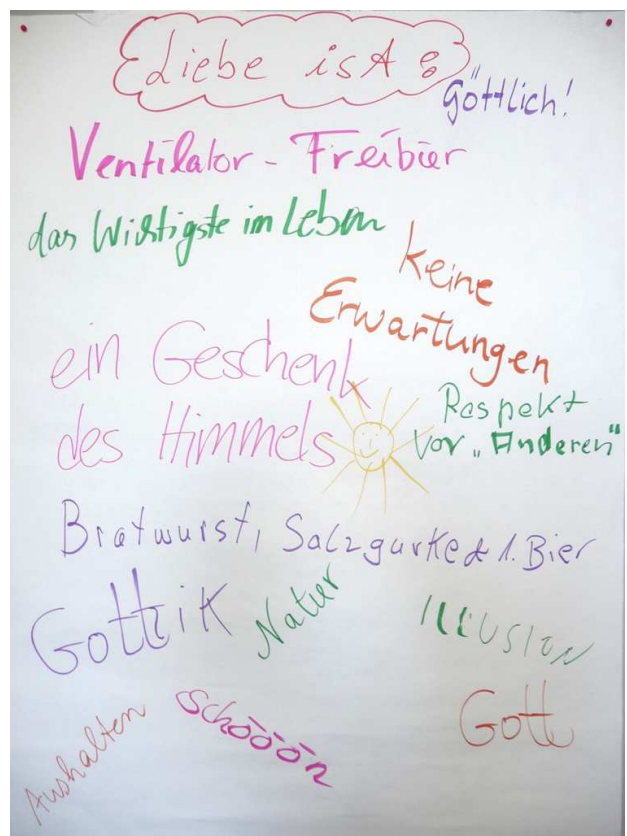 Liebe ist :
Göttlich!
Ventilator - Freibier
das Wichtigste im Leben
keine
Erwartungen
ein Geschenk
des Himmels
Respekt
vor „Anderen"
Bratwurst, Salzgurke & 1. Bier
Gottrik
Natur
ILLUSION
Aushalten
Schööön
Gott